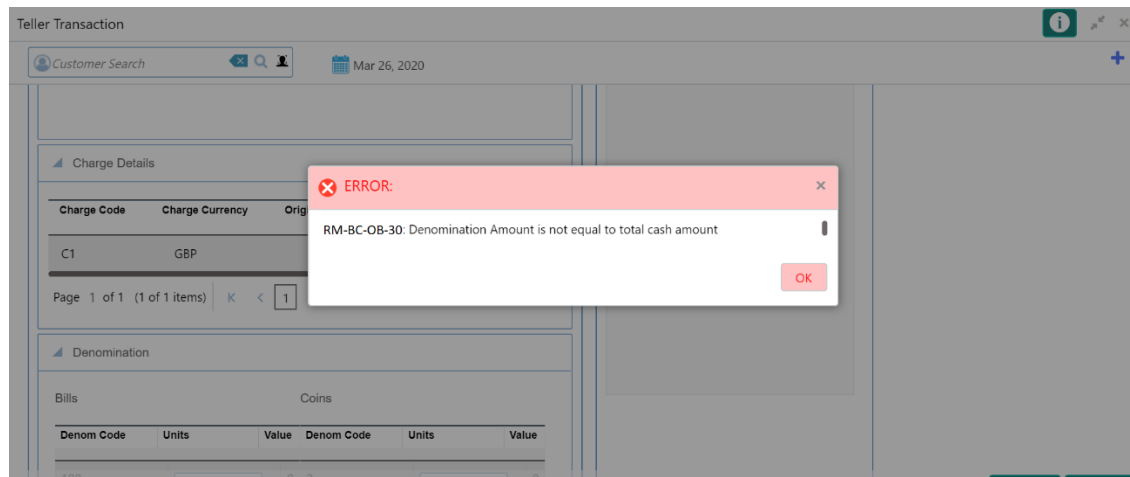 Teller Transaction
Customer Search
Mar 26, 2020
Charge Details
ERROR:
Charge Code Charge Currency Orig
RM-BC-OB-30: Denomination Amount is not equal to total cash amount
C1 GBP
OK
Page 1 of 1 (1 of 1 items) 1
Denomination
Bills Coins
Denom Code Units Value Denom Code Units Value